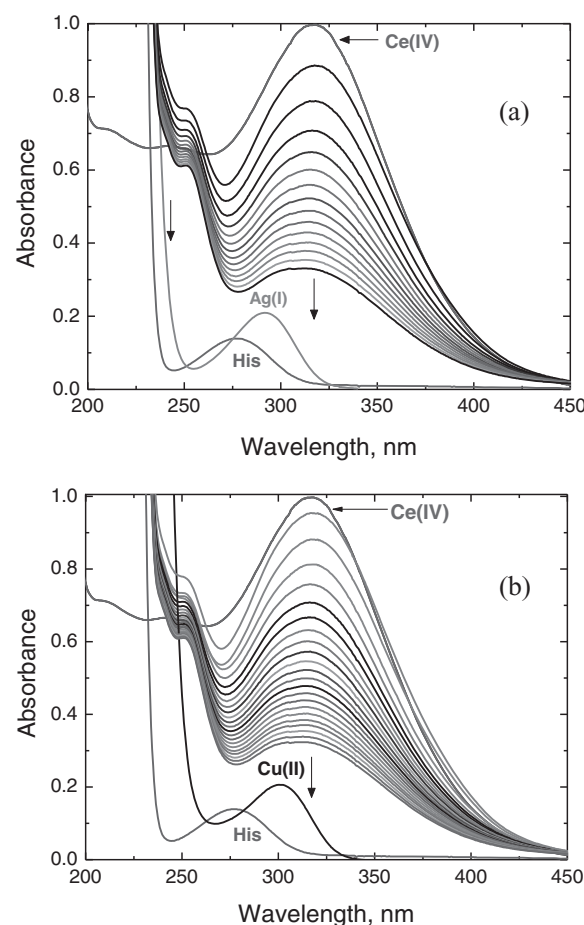 1.0
Ce(IV)
(a)
0.8
0.6
Absorbance
0.4
Ag(I)
0.2
His
0.0
200 250 300 350 400 450
Wavelength, nm
1.0
Ce(IV)
(b)
0.8
0.6
Absorbance
0.4
Cu(II)
0.2
His
0.0
200 250 300 350 400 450
Wavelength, nm